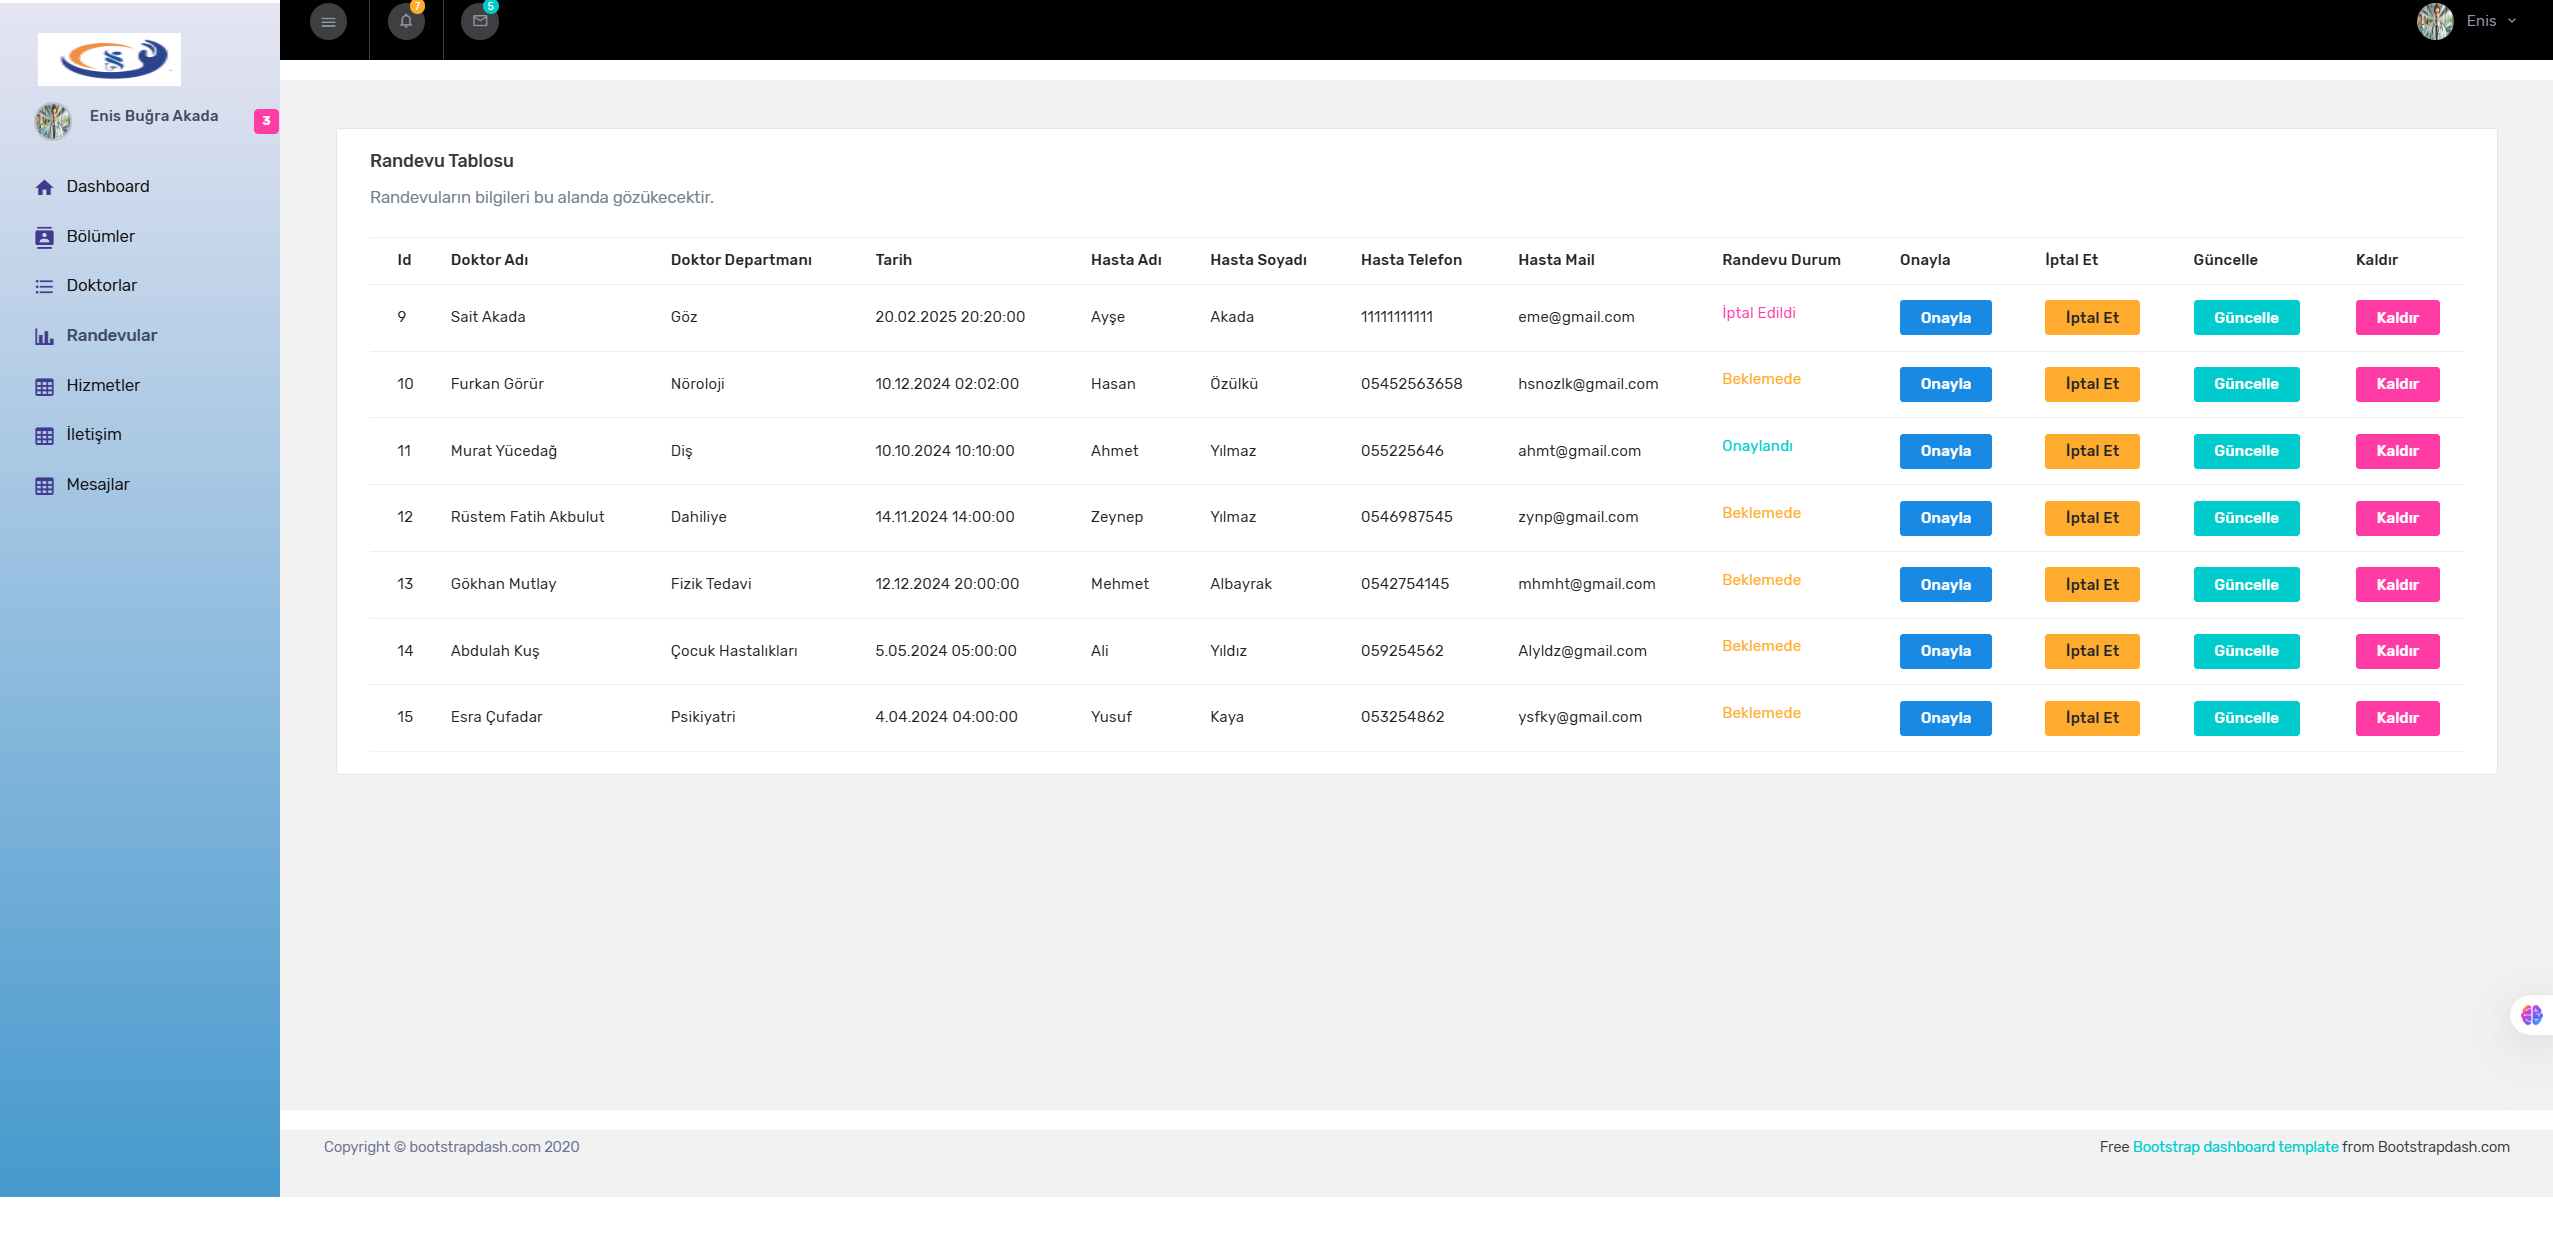 7
5
Enis
Enis Buğra Akada
3
Dashboard
Bölümler
Doktorlar
Randevular
Hizmetler
İletişim
Mesajlar
Randevu Tablosu
Randevuların bilgileri bu alanda gözükecektir.
Id Doktor Adı Doktor Departmanı Tarih Hasta Adı Hasta Soyadı Hasta Telefon Hasta Mail Randevu Durum Onayla İptal Et Güncelle Kaldır
9 Sait Akada Göz 20.02.2025 20:20:00 Ayşe Akada 11111111111 eme@gmail.com İptal Edildi Onayla İptal Et Güncelle Kaldır
10 Furkan Görür Nöroloji 10.12.2024 02:02:00 Hasan Özülkü 05452563658 hsnozlk@gmail.com Beklemede Onayla İptal Et Güncelle Kaldır
11 Murat Yücedağ Diş 10.10.2024 10:10:00 Ahmet Yılmaz 055225646 ahmt@gmail.com Onaylandı Onayla İptal Et Güncelle Kaldır
12 Rüstem Fatih Akbulut Dahiliye 14.11.2024 14:00:00 Zeynep Yılmaz 0546987545 zynp@gmail.com Beklemede Onayla İptal Et Güncelle Kaldır
13 Gökhan Mutlay Fizik Tedavi 12.12.2024 20:00:00 Mehmet Albayrak 0542754145 mhmht@gmail.com Beklemede Onayla İptal Et Güncelle Kaldır
14 Abdulah Kuş Çocuk Hastalıkları 5.05.2024 05:00:00 Ali Yıldız 059254562 Alyldz@gmail.com Beklemede Onayla İptal Et Güncelle Kaldır
15 Esra Çufadar Psikiyatri 4.04.2024 04:00:00 Yusuf Kaya 053254862 ysfky@gmail.com Beklemede Onayla İptal Et Güncelle Kaldır
Copyright © bootstrapdash.com 2020
Free Bootstrap dashboard template from Bootstrapdash.com